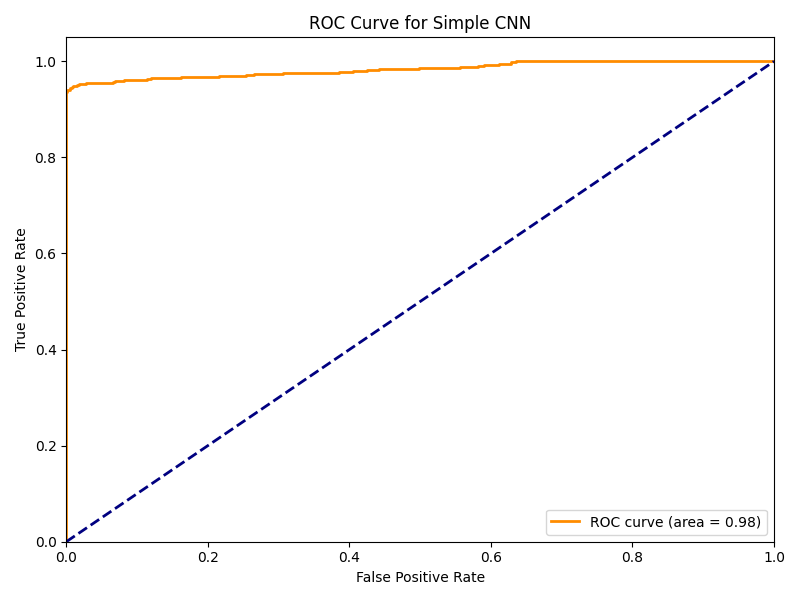 ROC Curve for Simple CNN
True Positive Rate
1.0
0.8
0.6
0.4
0.2
0.0
0.0 0.2 0.4 0.6 0.8 1.0
False Positive Rate
ROC curve (area = 0.98)